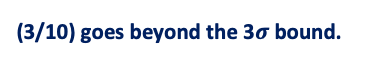 (3/10) goes beyond the 3σ bound.